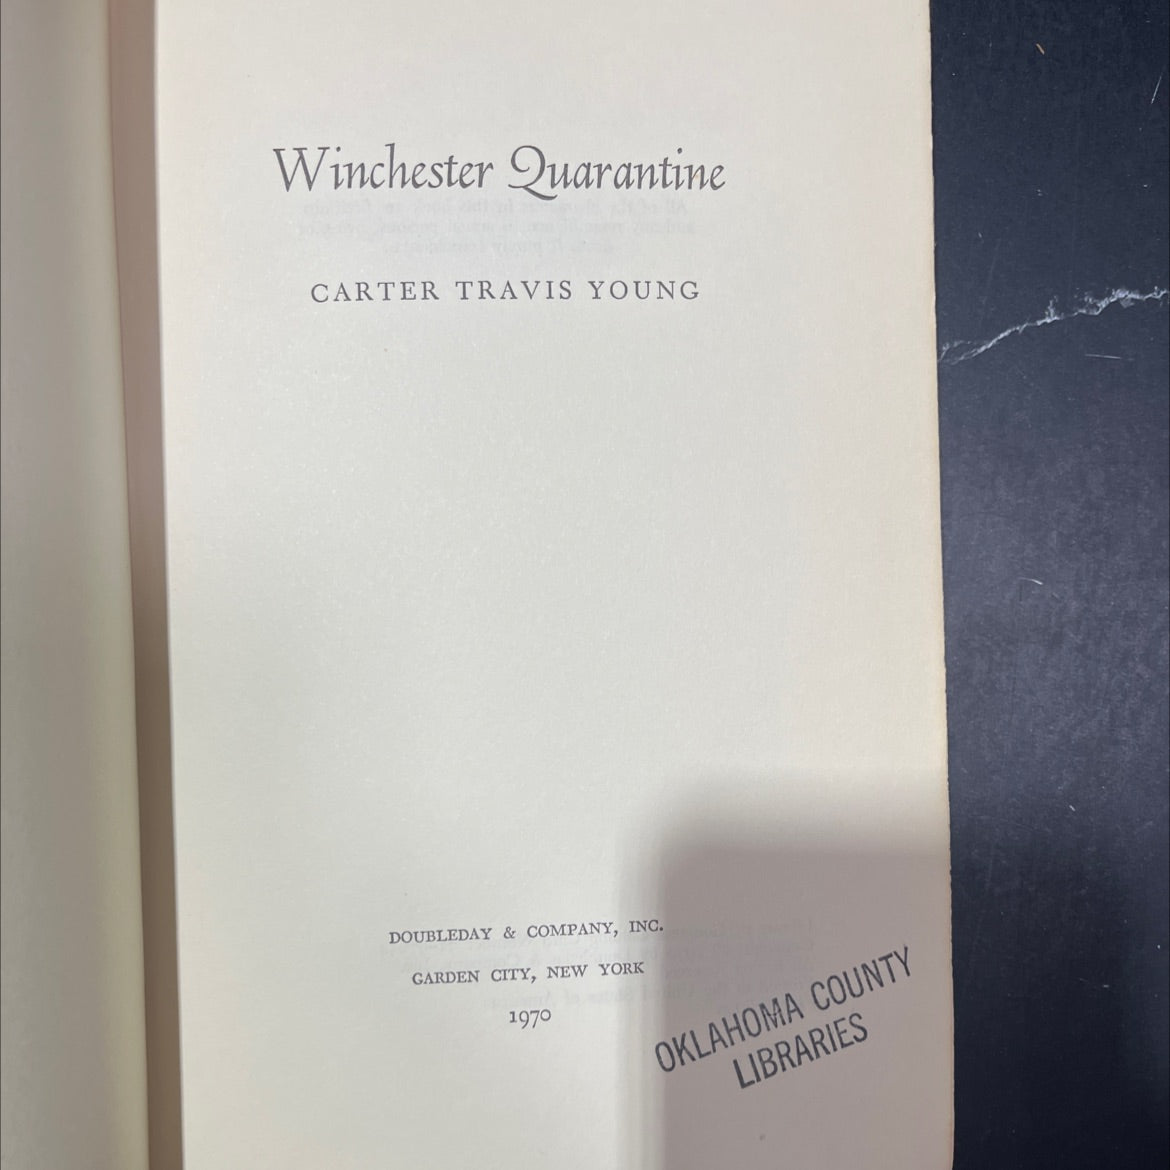 Winchester Quarantine
CARTER TRAVIS YOUNG
DOUBLEDAY & COMPANY, INC.
GARDEN CITY, NEW YORK
1970
OKLAHOMA COUNTY
LIBRARIES